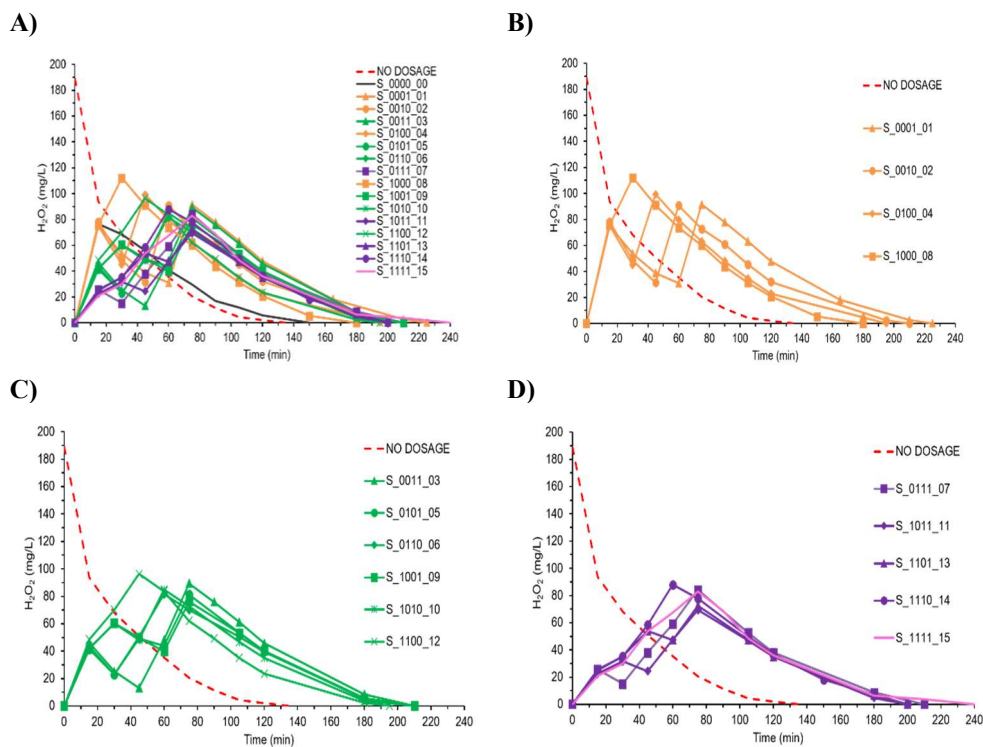 A)
B)
200
180
160
140
120
100
80
60
40
20
0
H₂O₂ (mg/L)
0 20 40 60 80 100 120 140 160 180 200 220 240
Time (min)
NO DOSAGE
S_0000_00
S_0001_01
S_0010_02
S_0011_03
S_0100_04
S_0101_05
S_0110_06
S_0111_07
S_1000_08
S_1001_09
S_1010_10
S_1011_11
S_1100_12
S_1101_13
S_1110_14
S_1111_15
200
180
160
140
120
100
80
60
40
20
0
H₂O₂ (mg/L)
0 20 40 60 80 100 120 140 160 180 200 220 240
Time (min)
NO DOSAGE
S_0001_01
S_0010_02
S_0100_04
S_1000_08
C)
D)
200
180
160
140
120
100
80
60
40
20
0
H₂O₂ (mg/L)
0 20 40 60 80 100 120 140 160 180 200 220 240
Time (min)
NO DOSAGE
S_0011_03
S_0101_05
S_0110_06
S_1001_09
S_1010_10
S_1100_12
200
180
160
140
120
100
80
60
40
20
0
H₂O₂ (mg/L)
0 20 40 60 80 100 120 140 160 180 200 220 240
Time (min)
NO DOSAGE
S_0111_07
S_1011_11
S_1101_13
S_1110_14
S_1111_15